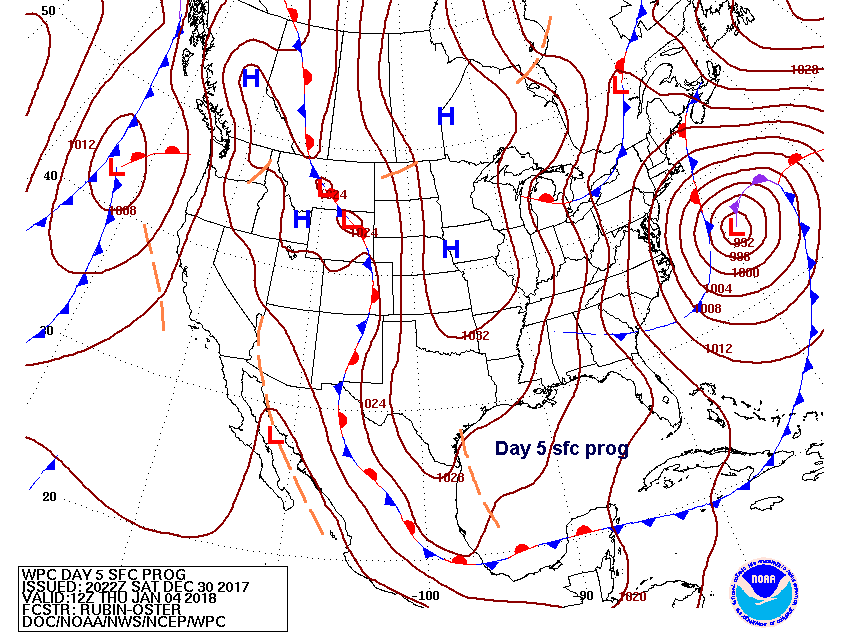 50
1028
1012
40
1008
1004
1024
992
996
1000
1004
1008
30
1032
1012
1024
Day 5 sfc prog
1028
20
-100
-90
1020
WPC DAY 5 SFC PROG
ISSUED: 2022Z SAT DEC 30 2017
VALID:12Z THU JAN 04 2018
FCSTR: RUBIN-OSTER
DOC/NOAA/NWS/NCEP/WPC
NOAA
H
H
H
H
L
L
L
L
L
L